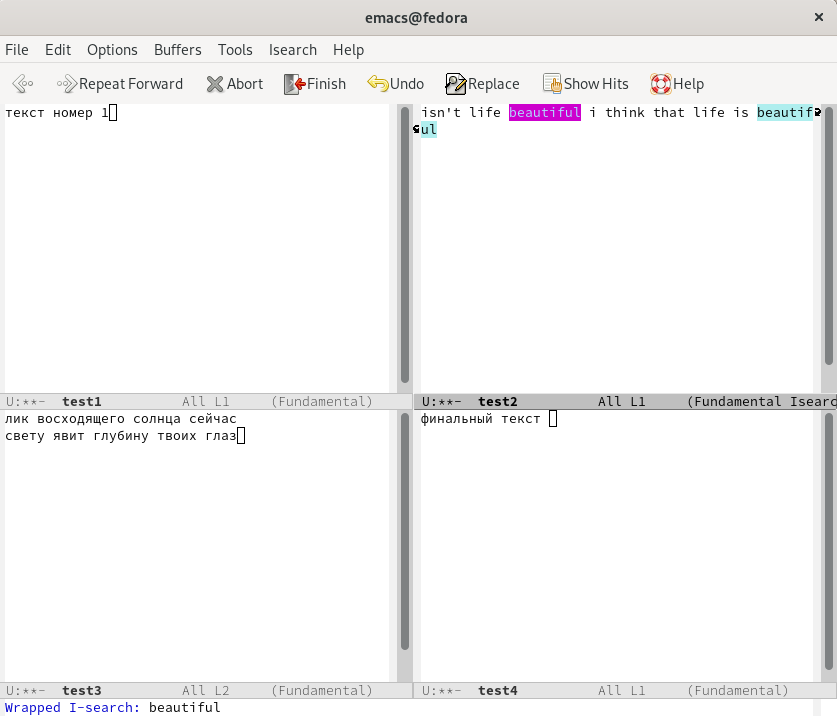 emacs@fedora
File Edit Options Buffers Tools Isearch Help
Repeat Forward Abort Finish Undo Replace Show Hits Help
текст номер 1
isn't life beautiful i think that life is beautif
ul
U:**- test1 All L1 (Fundamental)
U:**- test2 All L1 (Fundamental Isearc
лик восходящего солнца сейчас
свету явит глубину твоих глаз
финальный текст
U:**- test3 All L2 (Fundamental)
U:**- test4 All L1 (Fundamental)
Wrapped I-search: beautiful